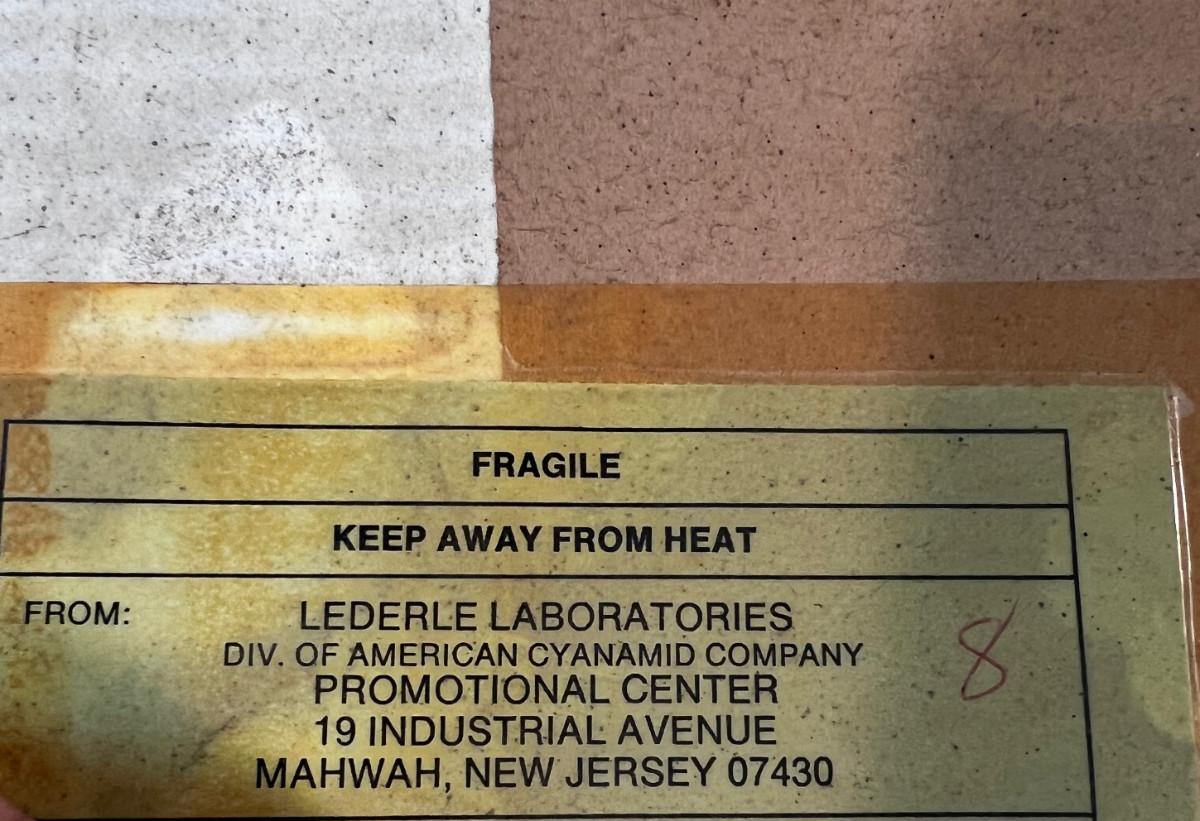 FRAGILE
KEEP AWAY FROM HEAT
FROM: LEDERLE LABORATORIES
DIV. OF AMERICAN CYANAMID COMPANY
PROMOTIONAL CENTER
19 INDUSTRIAL AVENUE
MAHWAH, NEW JERSEY 07430
8